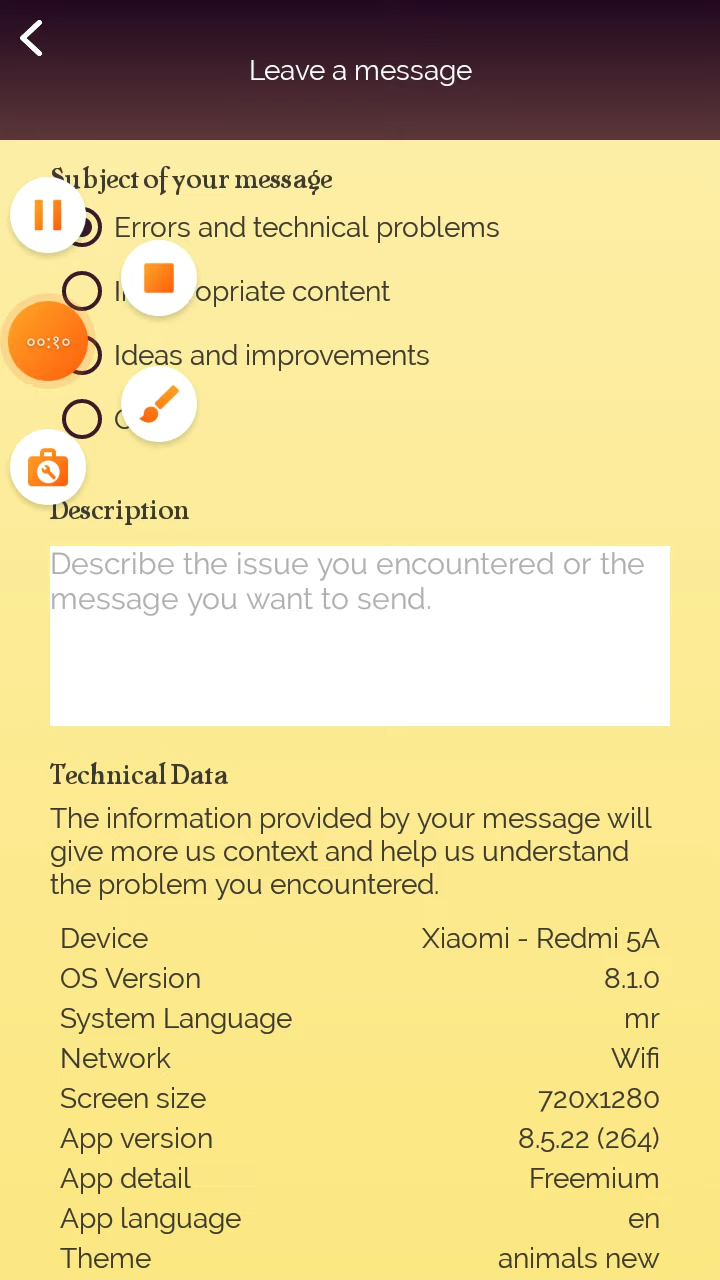 Leave a message
Subject of your message
Errors and technical problems
opriate content
००:१०
Ideas and improvements
Description
Describe the issue you encountered or the
message you want to send.
Technical Data
The information provided by your message will
give more us context and help us understand
the problem you encountered.
Device Xiaomi - Redmi 5A
OS Version 8.1.0
System Language mr
Network Wifi
Screen size 720x1280
App version 8.5.22 (264)
App detail Freemium
App language en
Theme animals new